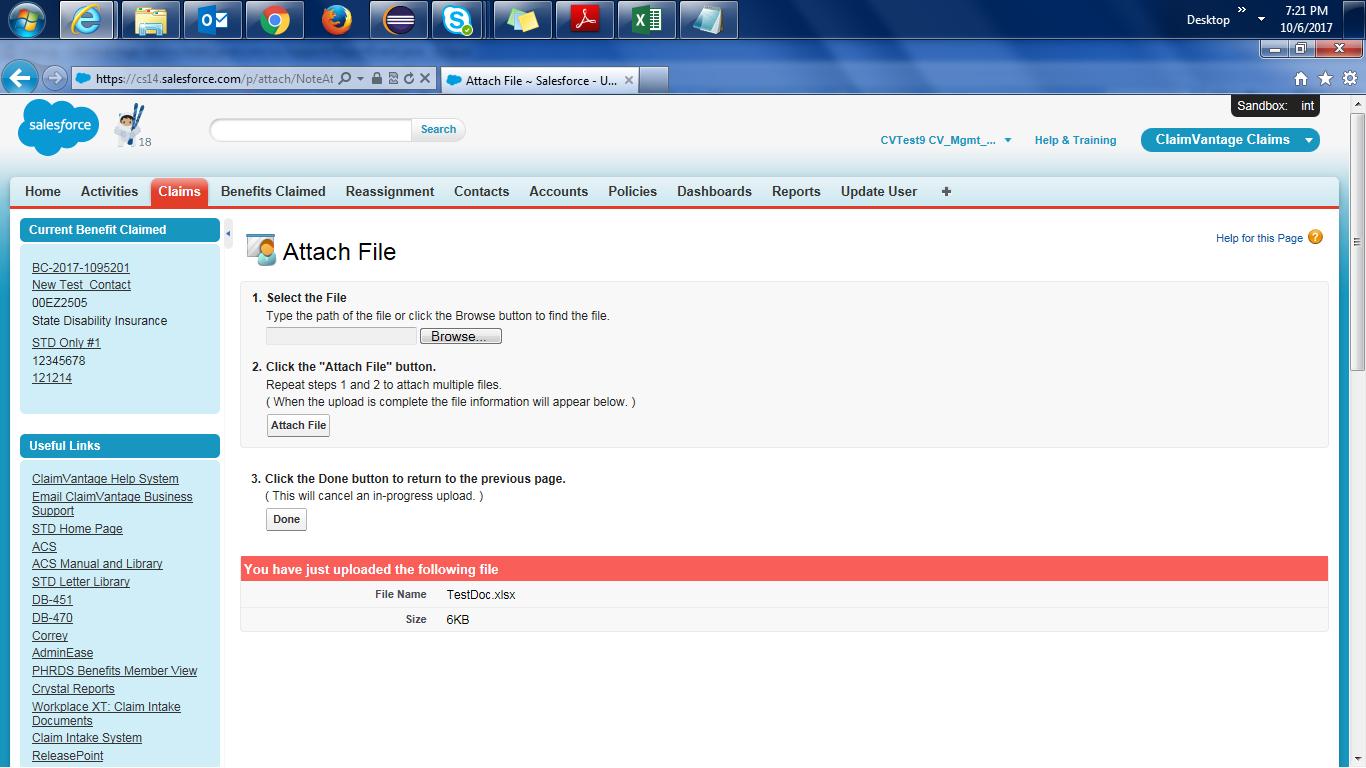 Desktop
7:21 PM
10/6/2017
https://cs14.salesforce.com/p/attach/NoteAt
Attach File ~ Salesforce - U...
Sandbox: int
salesforce
18
Search
CVTest9 CV_Mgmt_...
Help & Training
ClaimVantage Claims
Home Activities Claims Benefits Claimed Reassignment Contacts Accounts Policies Dashboards Reports Update User +
Current Benefit Claimed
BC-2017-1095201
New Test_Contact
00EZ2505
State Disability Insurance
STD Only #1
12345678
121214
Useful Links
ClaimVantage Help System
Email ClaimVantage Business
Support
STD Home Page
ACS
ACS Manual and Library
STD Letter Library
DB-451
DB-470
Correy
AdminEase
PHRDS Benefits Member View
Crystal Reports
Workplace XT: Claim Intake
Documents
Claim Intake System
ReleasePoint
Attach File
Help for this Page ?
1. Select the File
Type the path of the file or click the Browse button to find the file.
Browse...
2. Click the "Attach File" button.
Repeat steps 1 and 2 to attach multiple files.
( When the upload is complete the file information will appear below. )
Attach File
3. Click the Done button to return to the previous page.
( This will cancel an in-progress upload. )
Done
You have just uploaded the following file
File Name TestDoc.xlsx
Size 6KB